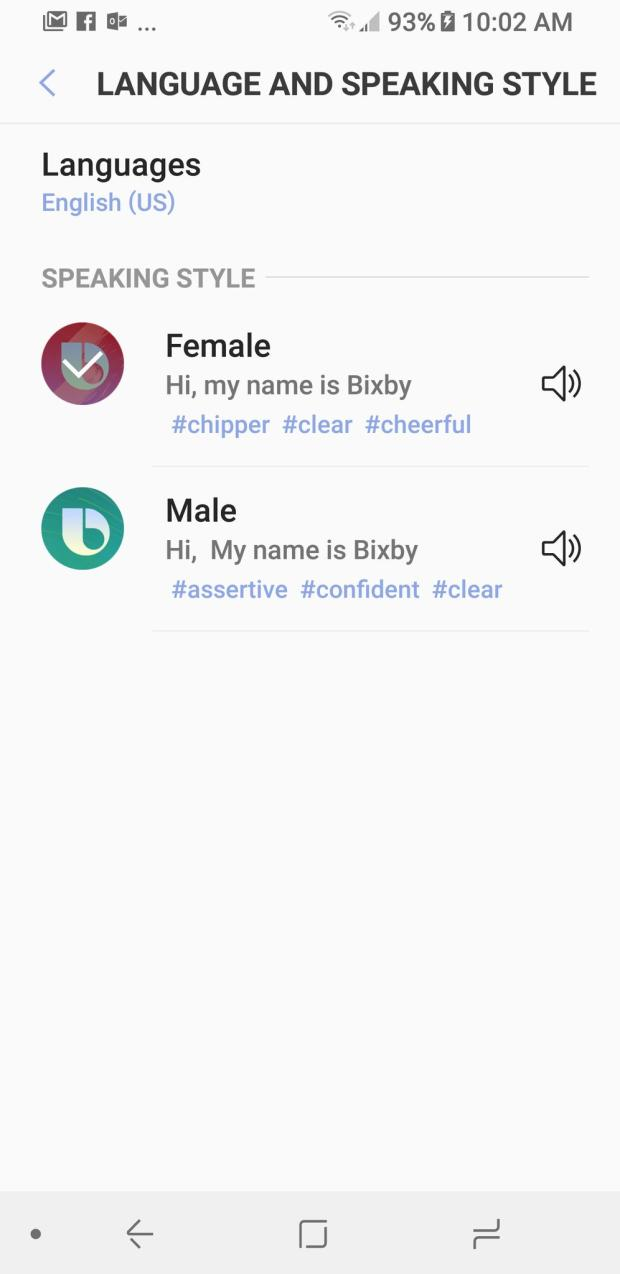 ... 93% 10:02 AM
LANGUAGE AND SPEAKING STYLE
Languages
English (US)
SPEAKING STYLE
Female
Hi, my name is Bixby
#chipper #clear #cheerful
Male
Hi,  My name is Bixby
#assertive #confident #clear